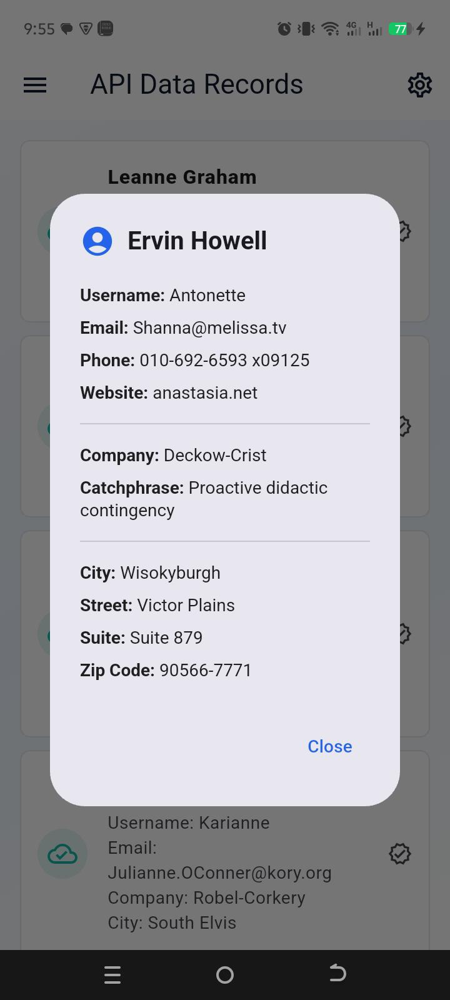 9:55
4G H 77
API Data Records
Leanne Graham
Ervin Howell
Username: Antonette
Email: Shanna@melissa.tv
Phone: 010-692-6593 x09125
Website: anastasia.net
Company: Deckow-Crist
Catchphrase: Proactive didactic
contingency
City: Wisokyburgh
Street: Victor Plains
Suite: Suite 879
Zip Code: 90566-7771
Close
Username: Karianne
Email:
Julianne.OConner@kory.org
Company: Robel-Corkery
City: South Elvis